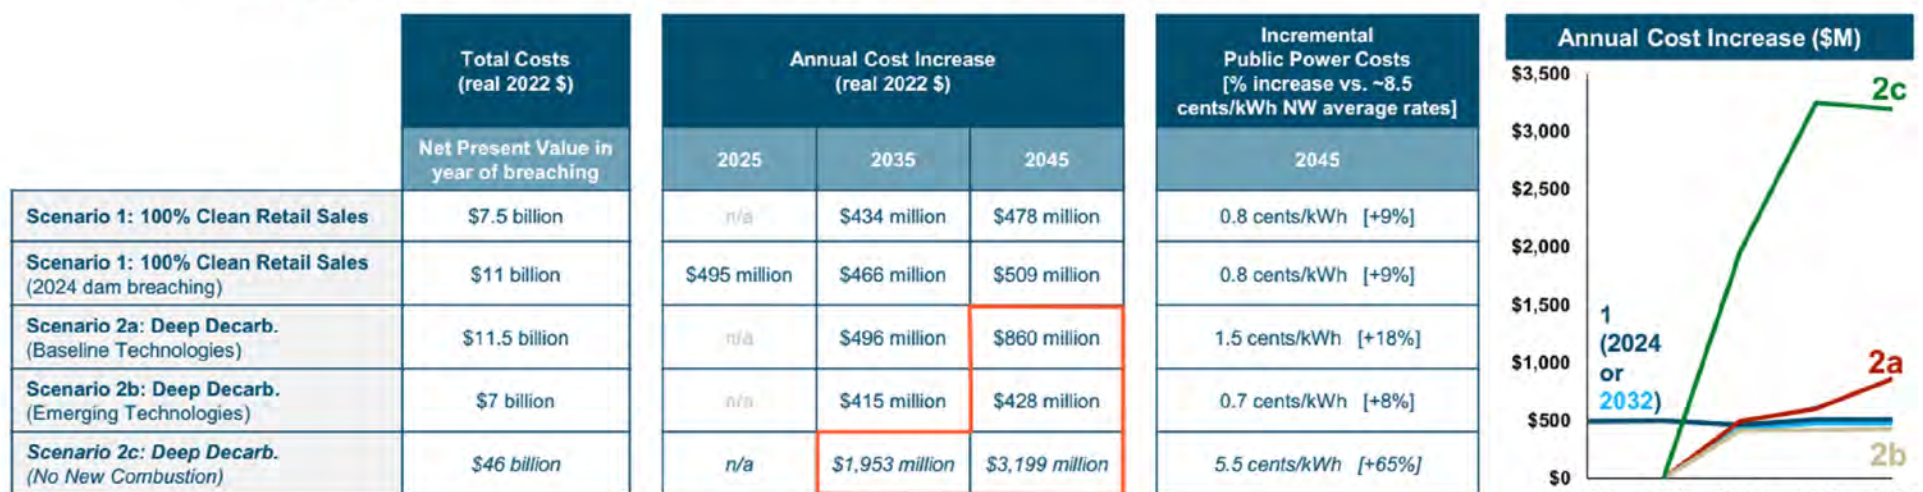 Total Costs
(real 2022 $)
Net Present Value in
year of breaching
Annual Cost Increase
(real 2022 $)
2025 2035 2045
Incremental
Public Power Costs
[% increase vs. ~8.5
cents/kWh NW average rates]
2045
Scenario 1: 100% Clean Retail Sales $7.5 billion n/a $434 million $478 million 0.8 cents/kWh [+9%]
Scenario 1: 100% Clean Retail Sales
(2024 dam breaching) $11 billion $495 million $466 million $509 million 0.8 cents/kWh [+9%]
Scenario 2a: Deep Decarb.
(Baseline Technologies) $11.5 billion n/a $496 million $860 million 1.5 cents/kWh [+18%]
Scenario 2b: Deep Decarb.
(Emerging Technologies) $7 billion n/a $415 million $428 million 0.7 cents/kWh [+8%]
Scenario 2c: Deep Decarb.
(No New Combustion) $46 billion n/a $1,953 million $3,199 million 5.5 cents/kWh [+65%]
Annual Cost Increase ($M)
$3,500
$3,000
$2,500
$2,000
$1,500
$1,000
$500
$0
2c
1
(2024
or
2032)
2a
2b